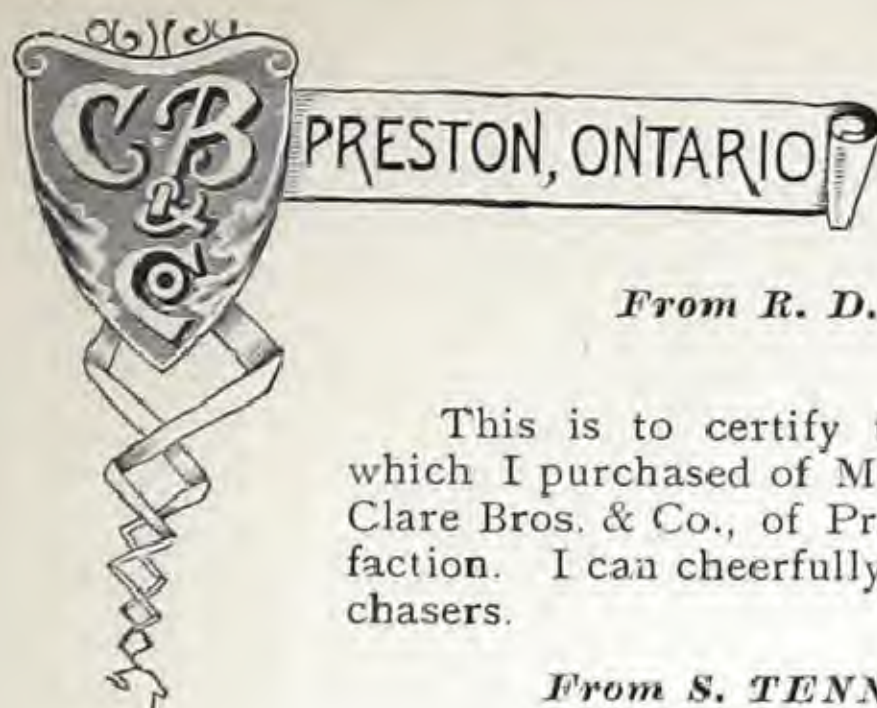 CB
& Co
PRESTON, ONTARIO
From R. D.
This is to certify
which I purchased of M
Clare Bros. & Co., of Pr
faction. I can cheerfully
chasers.
From S. TENN